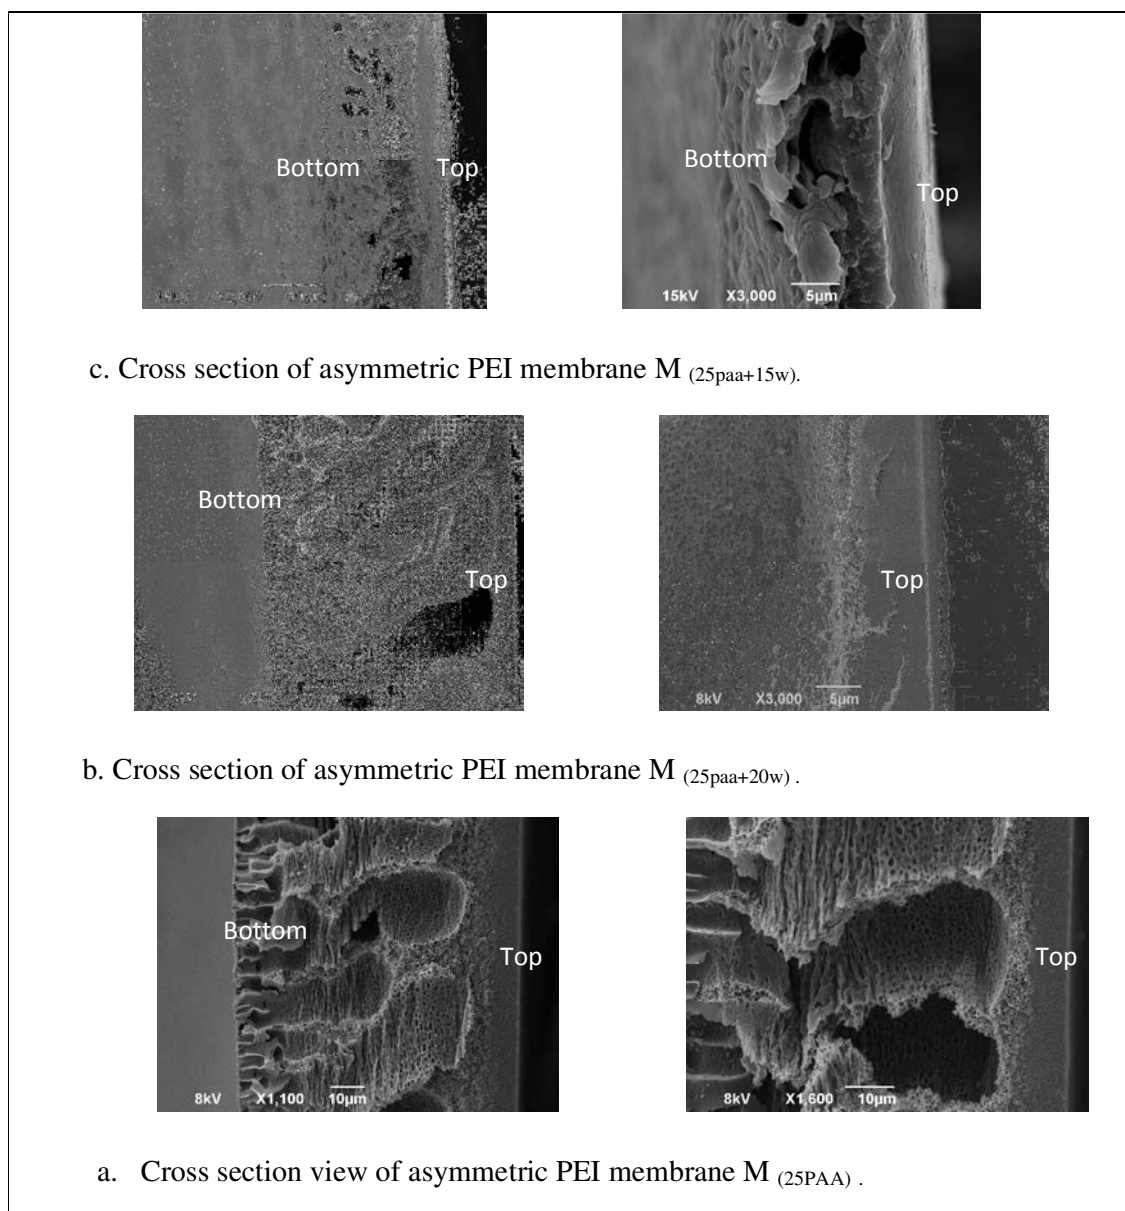 Bottom Top
Bottom
Top
15kV X3,000 5µm
c. Cross section of asymmetric PEI membrane M (25paa+15w).
Bottom
Top
Top
8kV X3,000 5µm
b. Cross section of asymmetric PEI membrane M (25paa+20w) .
Bottom
Top
8kV X1,100 10µm
Top
8kV X1,600 10µm
a. Cross section view of asymmetric PEI membrane M (25PAA) .